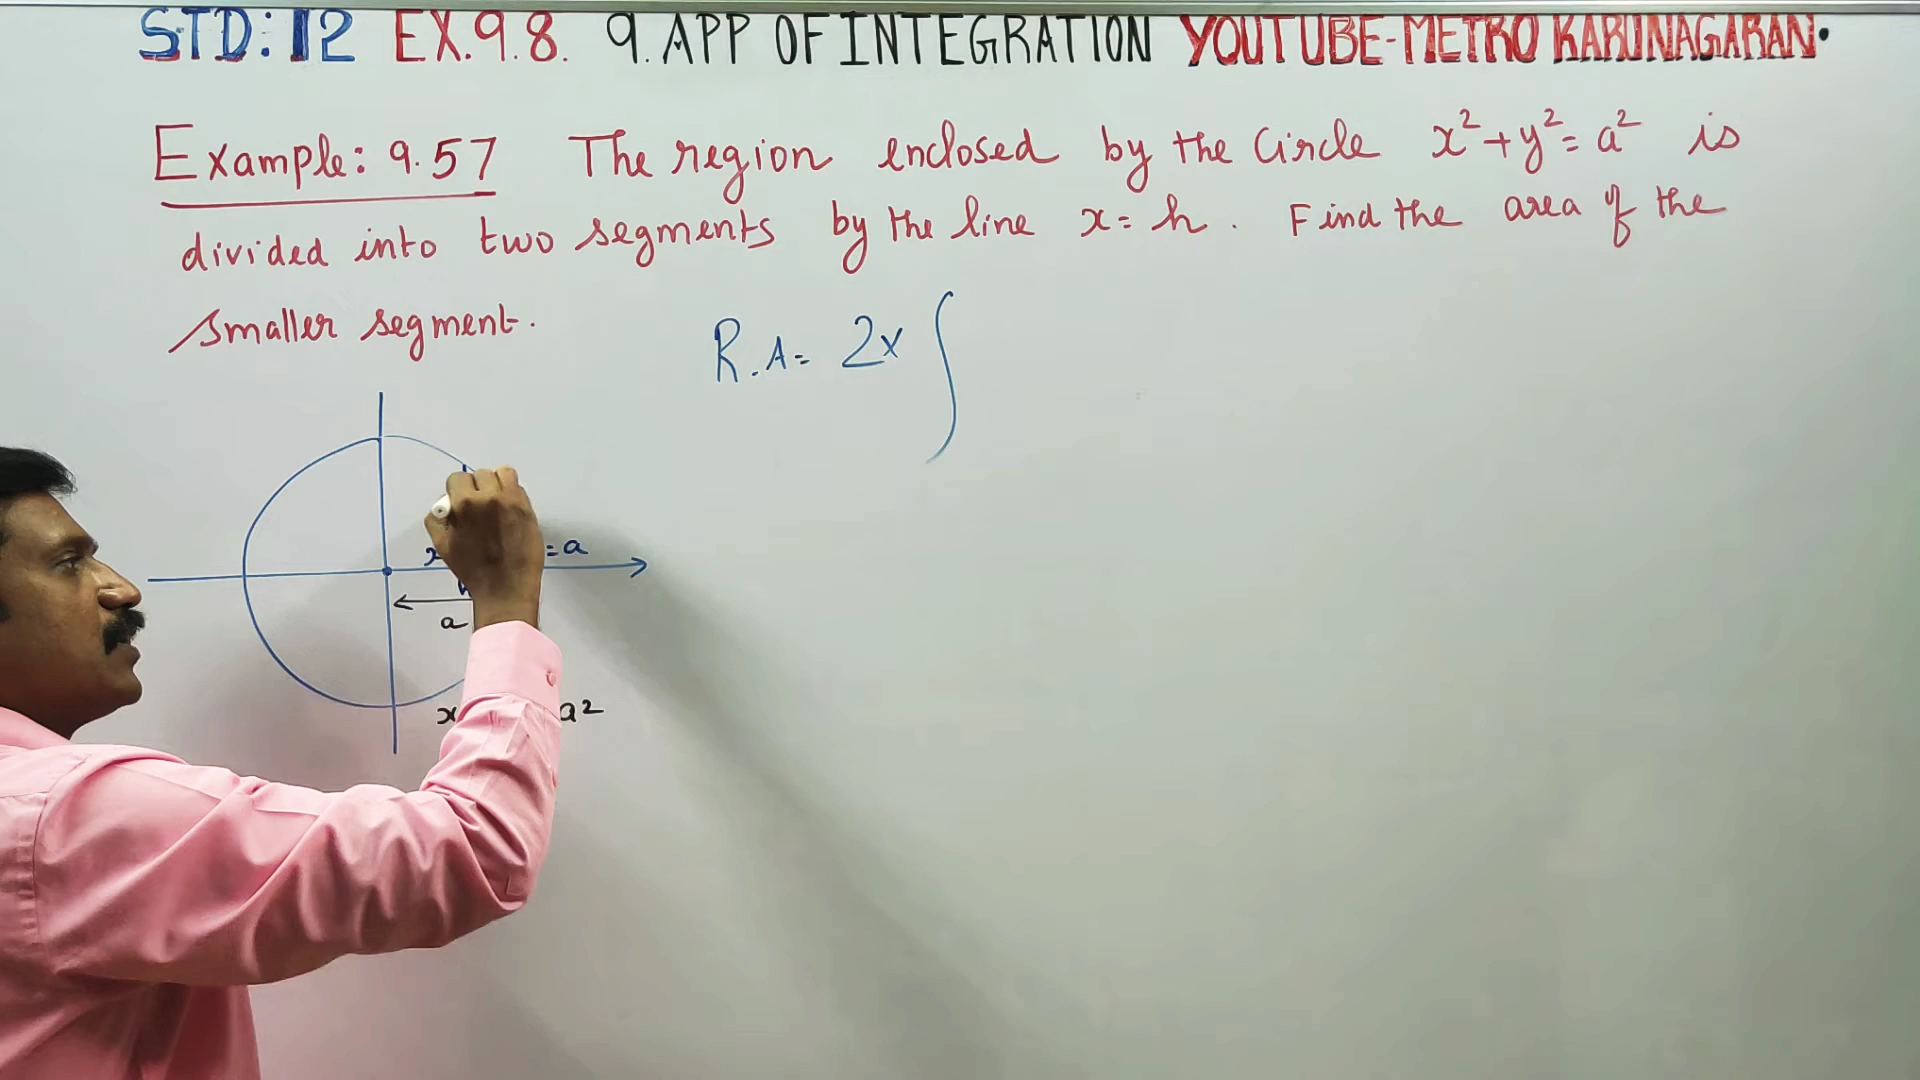 STD: 12 EX.9.8. 9. APP OF INTEGRATION YOUTUBE-METRO KARUNAGARAN.
Example: 9.57 The region enclosed by the Circle x²+y²=a² is
divided into two segments by the line x=h. Find the area of the
smaller segment.
R.A= 2x ∫
x =a
a
x a²